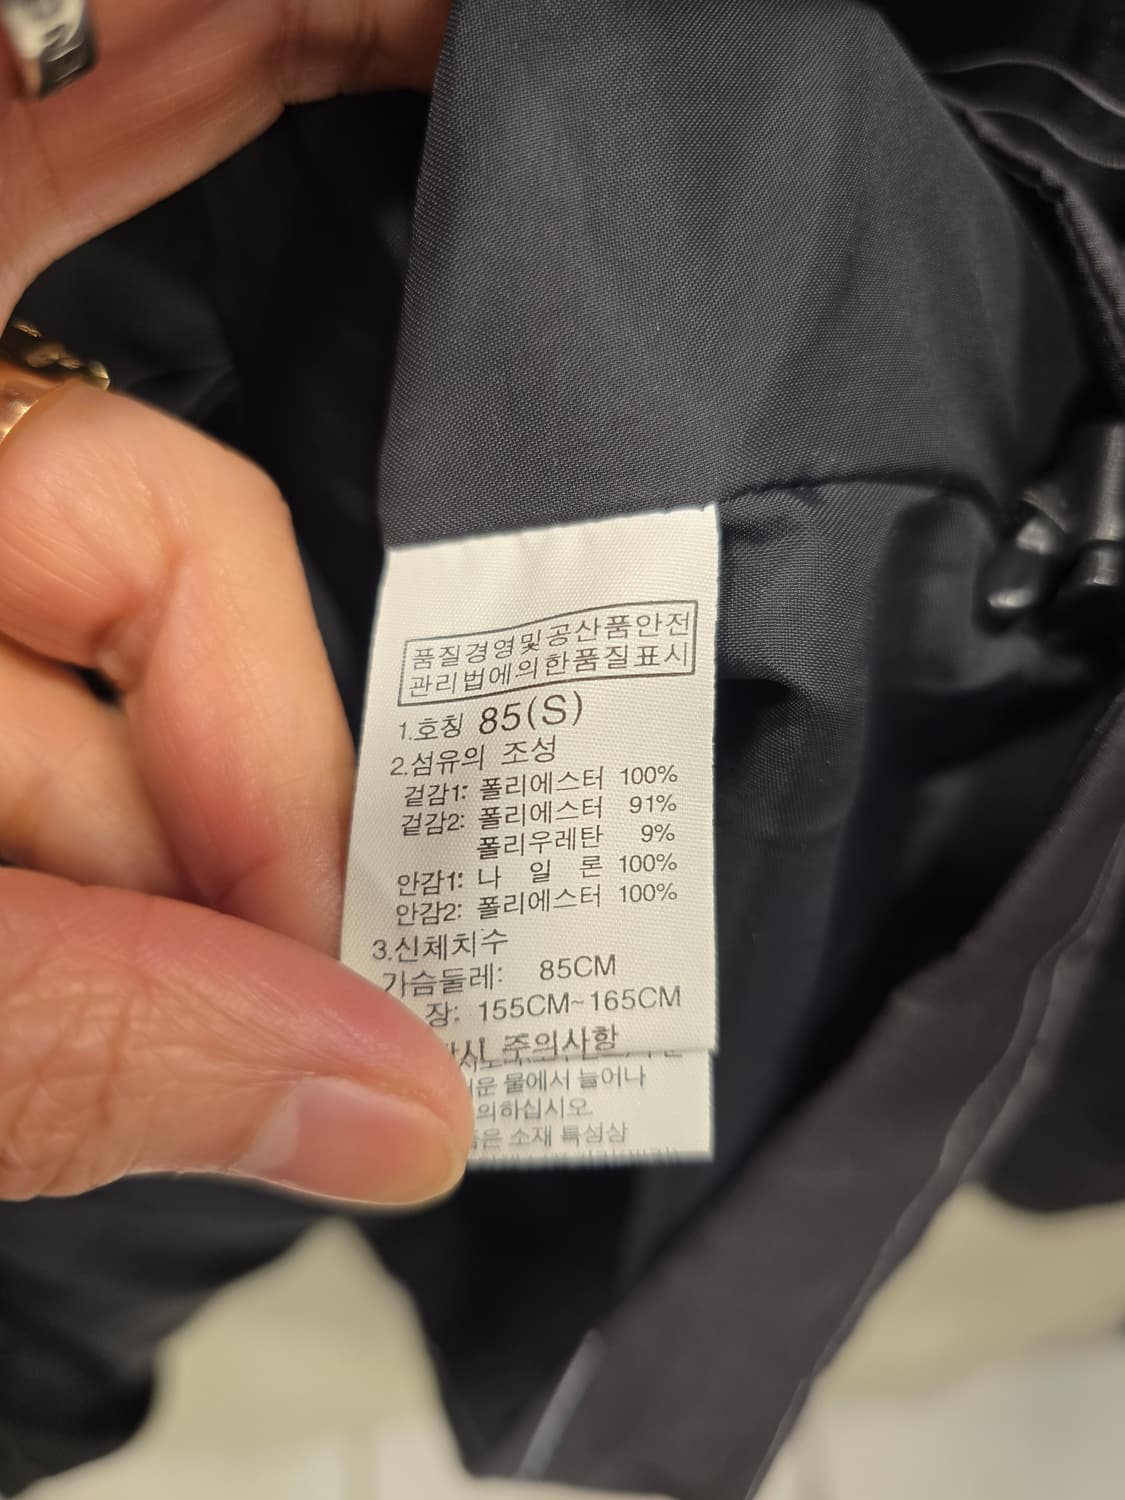 품질경영및공산품안전
관리법에의한품질표시
1.호칭 85(S)
2.섬유의 조성
겉감1: 폴리에스터 100%
겉감2: 폴리에스터 91%
폴리우레탄 9%
안감1: 나 일 론 100%
안감2: 폴리에스터 100%
3.신체치수
가슴둘레: 85CM
장: 155CM~165CM
주의사항
물에서 늘어나
의하십시오
소재 특성상